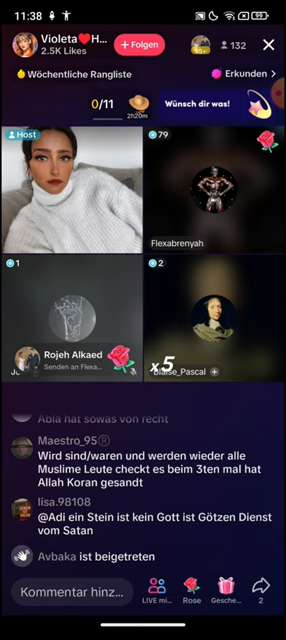 11:38
99
Violeta❤️H...
2.5K Likes
+ Folgen
132
Wöchentliche Rangliste
Erkunden >
0/11
2h20m
Wünsch dir was!
Host
79
Flexabrenyah
1
2
Rojeh Alkaed
Senden an Flexa...
x5
Blaise_Pascal
Abla hat sowas von recht
Maestro_95®
Wird sind/waren und werden wieder alle
Muslime Leute checkt es beim 3ten mal hat
Allah Koran gesandt
lisa.98108
@Adi ein Stein ist kein Gott ist Götzen Dienst
vom Satan
Avbaka ist beigetreten
Kommentar hinz...
LIVE mi...
Rose
Gesche...
2